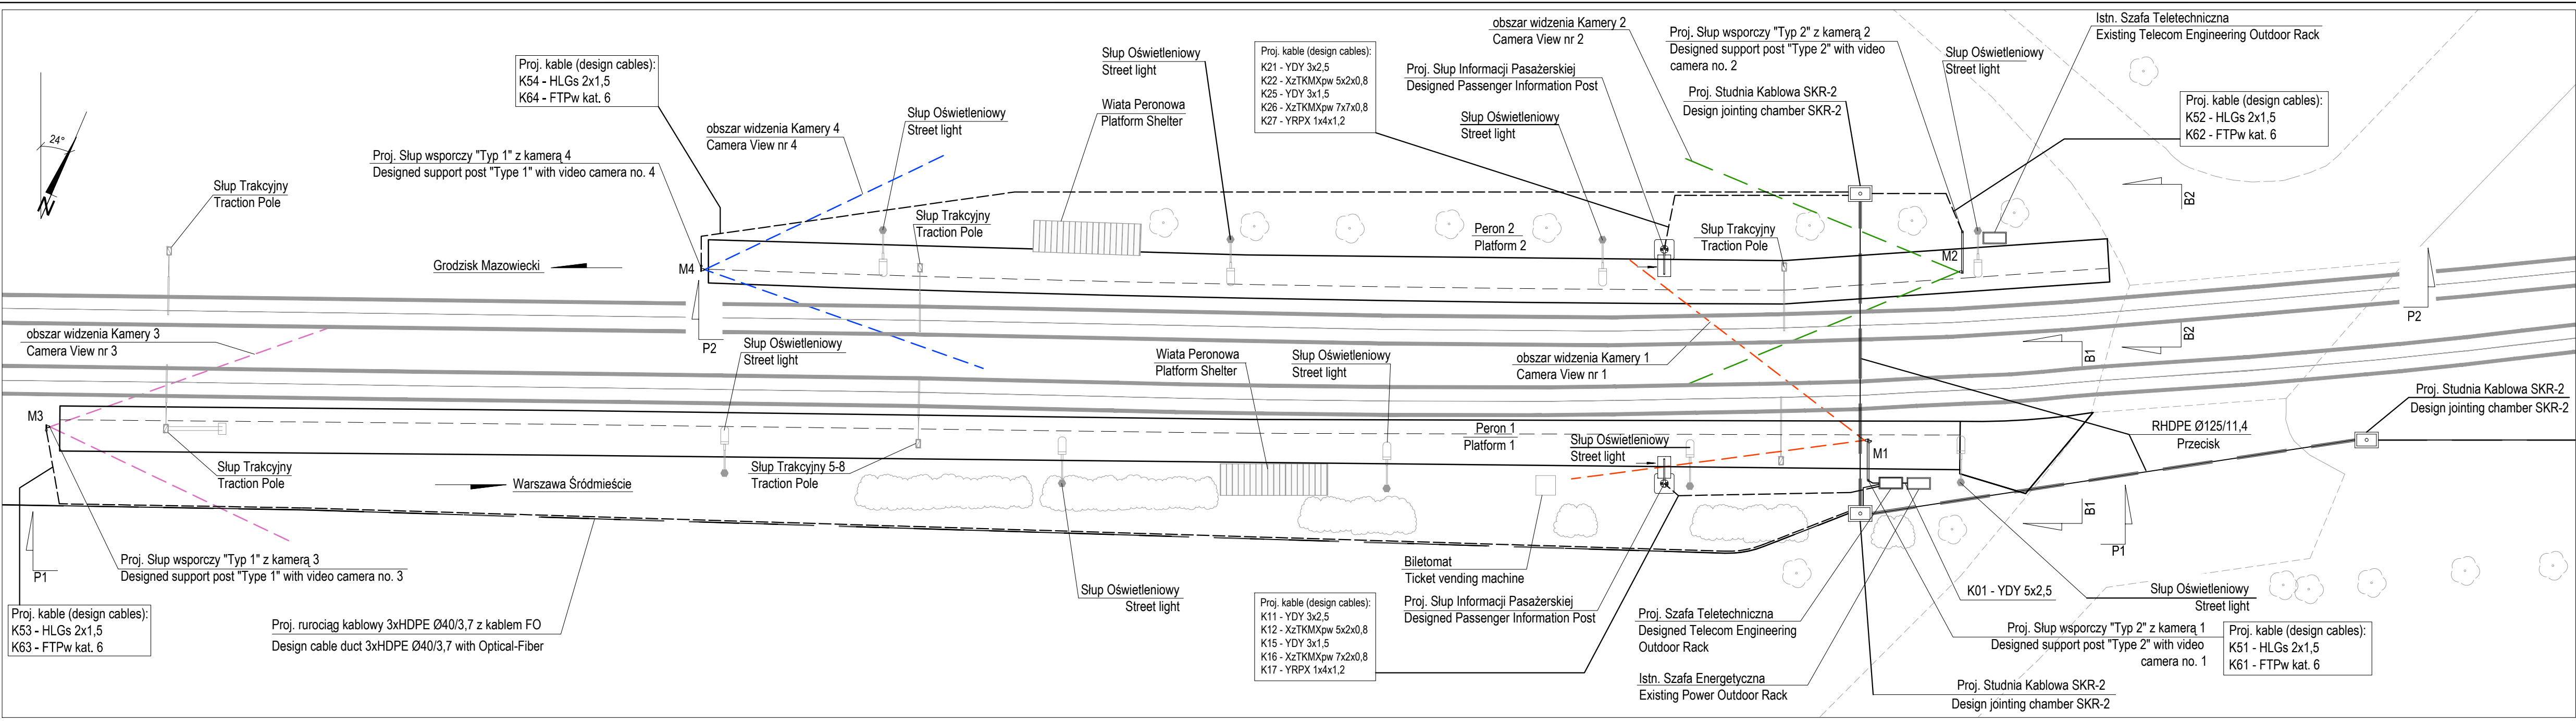 24°
N
Słup Trakcyjny
Traction Pole
Proj. kable (design cables):
K54 - HLGs 2x1,5
K64 - FTPw kat. 6
Proj. Słup wsporczy "Typ 1" z kamerą 4
Designed support post "Type 1" with video camera no. 4
obszar widzenia Kamery 4
Camera View nr 4
Słup Oświetleniowy
Street light
Słup Oświetleniowy
Street light
Wiata Peronowa
Platform Shelter
Słup Trakcyjny
Traction Pole
Proj. kable (design cables):
K21 - YDY 3x2,5
K22 - XzTKMXpw 5x2x0,8
K25 - YDY 3x1,5
K26 - XzTKMXpw 7x7x0,8
K27 - YRPX 1x4x1,2
obszar widzenia Kamery 2
Camera View nr 2
Proj. Słup Informacji Pasażerskiej
Designed Passenger Information Post
Słup Oświetleniowy
Street light
Proj. Słup wsporczy "Typ 2" z kamerą 2
Designed support post "Type 2" with video
camera no. 2
Proj. Studnia Kablowa SKR-2
Design jointing chamber SKR-2
Słup Oświetleniowy
Street light
Istn. Szafa Teletechniczna
Existing Telecom Engineering Outdoor Rack
Proj. kable (design cables):
K52 - HLGs 2x1,5
K62 - FTPw kat. 6
B2
Peron 2
Platform 2
Słup Trakcyjny
Traction Pole
M2
M4
Grodzisk Mazowiecki
P2
P2
B2
B1
obszar widzenia Kamery 3
Camera View nr 3
Słup Oświetleniowy
Street light
Wiata Peronowa
Platform Shelter
Słup Oświetleniowy
Street light
obszar widzenia Kamery 1
Camera View nr 1
Proj. Studnia Kablowa SKR-2
Design jointing chamber SKR-2
M3
Peron 1
Platform 1
Słup Oświetleniowy
Street light
M1
RHDPE Ø125/11,4
Przecisk
Słup Trakcyjny
Traction Pole
Warszawa Śródmieście
Słup Trakcyjny 5-8
Traction Pole
B1
P1
P1
Proj. Słup wsporczy "Typ 1" z kamerą 3
Designed support post "Type 1" with video camera no. 3
Proj. kable (design cables):
K53 - HLGs 2x1,5
K63 - FTPw kat. 6
Proj. rurociąg kablowy 3xHDPE Ø40/3,7 z kablem FO
Design cable duct 3xHDPE Ø40/3,7 with Optical-Fiber
Słup Oświetleniowy
Street light
Proj. kable (design cables):
K11 - YDY 3x2,5
K12 - XzTKMXpw 5x2x0,8
K15 - YDY 3x1,5
K16 - XzTKMXpw 7x2x0,8
K17 - YRPX 1x4x1,2
Biletomat
Ticket vending machine
Proj. Słup Informacji Pasażerskiej
Designed Passenger Information Post
Proj. Szafa Teletechniczna
Designed Telecom Engineering
Outdoor Rack
Istn. Szafa Energetyczna
Existing Power Outdoor Rack
K01 - YDY 5x2,5
Słup Oświetleniowy
Street light
Proj. Słup wsporczy "Typ 2" z kamerą 1
Designed support post "Type 2" with video
camera no. 1
Proj. kable (design cables):
K51 - HLGs 2x1,5
K61 - FTPw kat. 6
Proj. Studnia Kablowa SKR-2
Design jointing chamber SKR-2